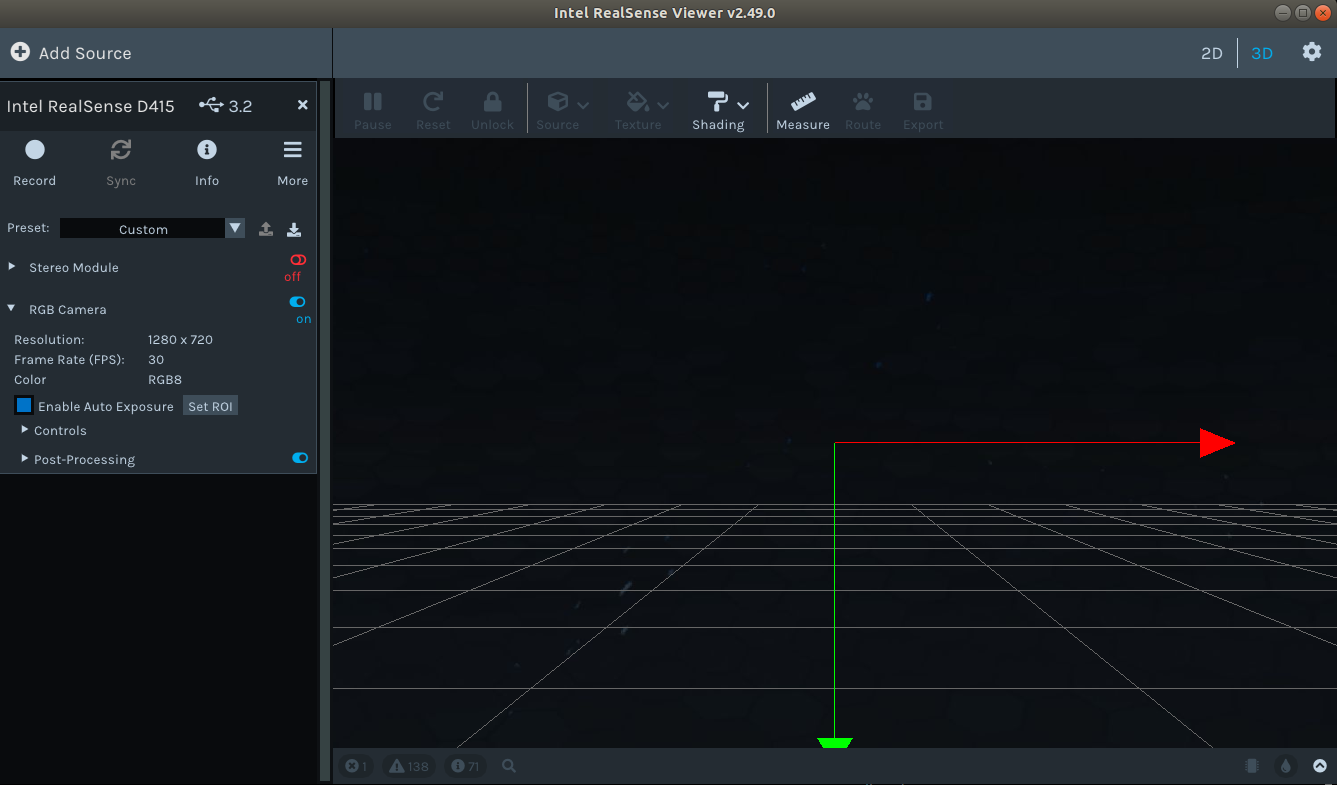 Intel RealSense Viewer v2.49.0
Add Source
2D
3D
Intel RealSense D415
3.2
Pause
Reset
Unlock
Source
Texture
Shading
Measure
Route
Export
Record
Sync
Info
More
Preset:
Custom
Stereo Module
off
RGB Camera
on
Resolution: 1280 x 720
Frame Rate (FPS): 30
Color RGB8
Enable Auto Exposure
Set ROI
Controls
Post-Processing
1
138
71